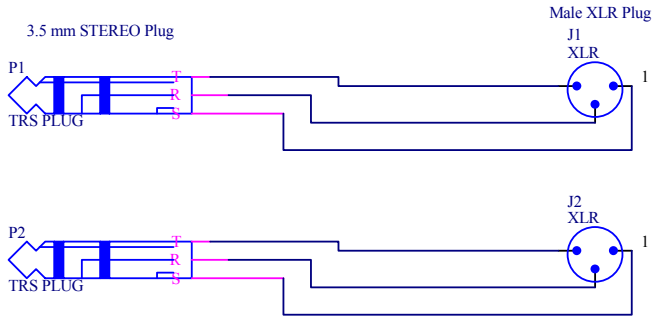 Male XLR Plug
3.5 mm STEREO Plug
J1
XLR
P1
T
1
R
S
TRS PLUG
J2
XLR
P2
T
1
R
S
TRS PLUG